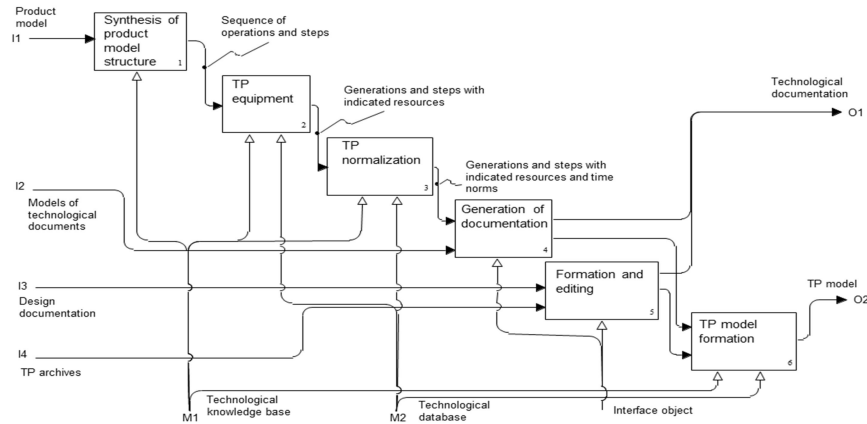 Product
model
I1
Synthesis of
product
model
structure
1
Sequence of
operations and steps
TP
equipment
2
Generations and steps with
indicated resources
Technological
documentation
O1
TP
normalization
3
Generations and steps with
indicated resources and time
norms
I2
Models of
technological
documents
Generation of
documentation
4
I3
Design
documentation
Formation and
editing
5
TP model
O2
TP model
formation
6
I4
TP archives
M1
Technological
knowledge base
M2
Technological
database
Interface object